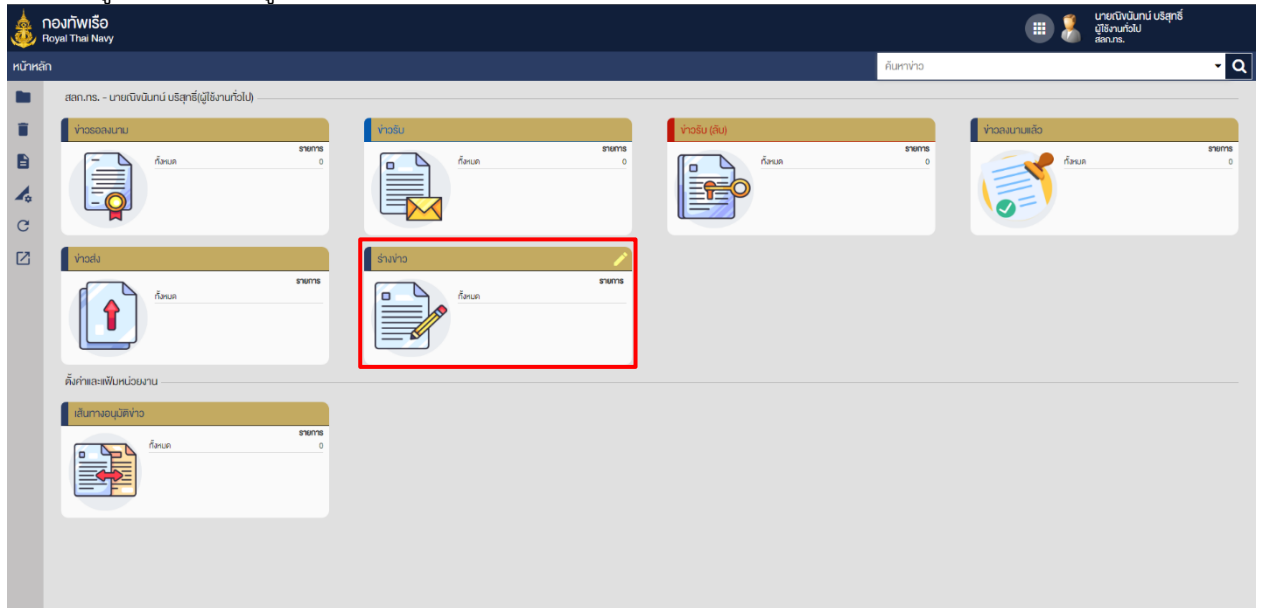 กองทัพเรือ
Royal Thai Navy
นายณิงนันทน์ บริสุทธิ์
ผู้ใช้งานทั่วไป
สลก.ทร.
หน้าหลัก
ค้นหาข่าว
สลก.ทร. - นายณิงนันทน์ บริสุทธิ์(ผู้ใช้งานทั่วไป)
ข่าวรอลงนาม
รายการ
ทั้งหมด 0
ข่าวรับ
รายการ
ทั้งหมด 0
ข่าวรับ (ลับ)
รายการ
ทั้งหมด 0
ข่าวลงนามแล้ว
รายการ
ทั้งหมด 0
ข่าวส่ง
รายการ
ทั้งหมด
ร่างข่าว
รายการ
ทั้งหมด
ตั้งค่าและแฟ้มหน่วยงาน
เส้นทางอนุมัติข่าว
รายการ
ทั้งหมด 0